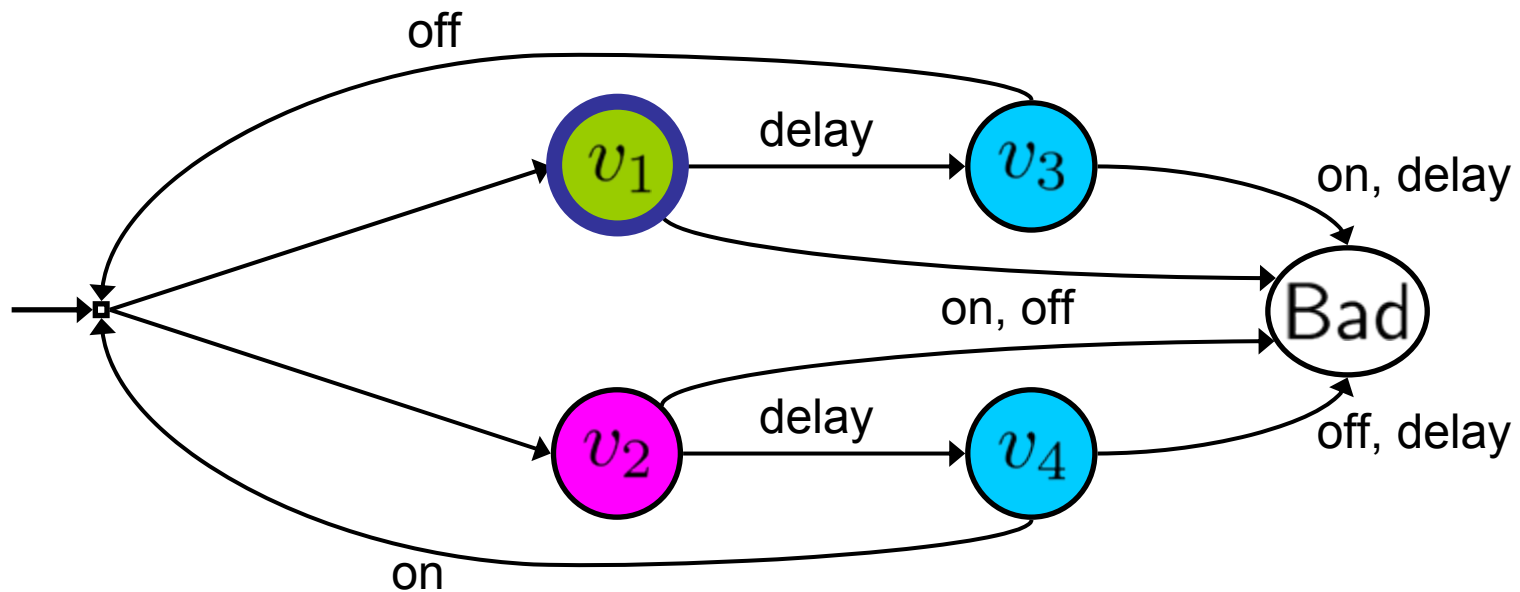 off
delay
v1
v3
on, delay
Bad
on, off
delay
v2
v4
off, delay
on